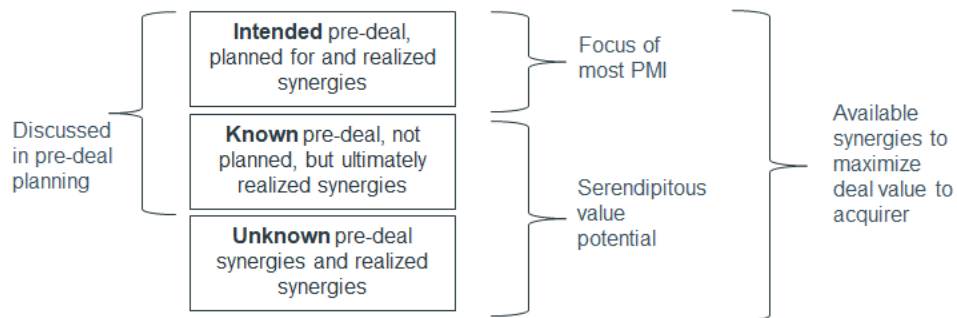 Discussed
in pre-deal
planning
Intended pre-deal,
planned for and realized
synergies
Known pre-deal, not
planned, but ultimately
realized synergies
Unknown pre-deal
synergies and realized
synergies
Focus of
most PMI
Serendipitous
value
potential
Available
synergies to
maximize
deal value to
acquirer